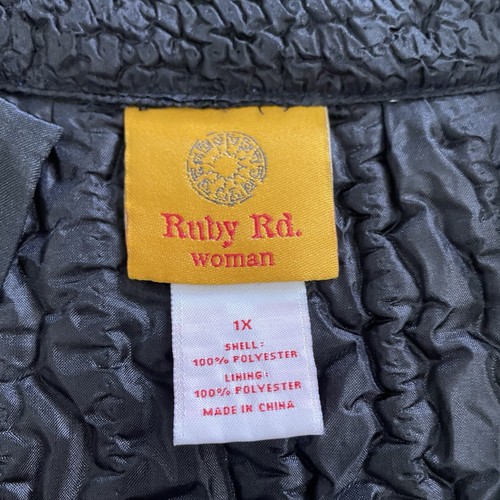 Ruby Rd.
woman
1X
SHELL:
100% POLYESTER
LINING:
100% POLYESTER
MADE IN CHINA